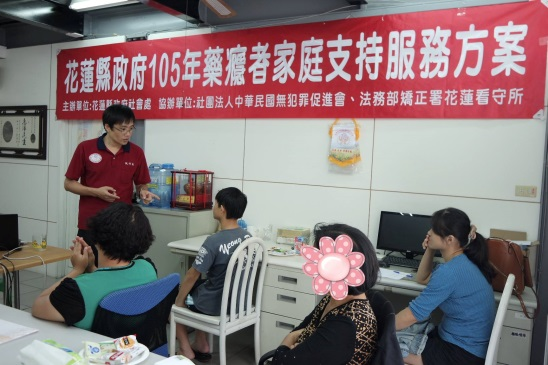 花蓮縣政府105年藥癮者家庭支持服務方案
主辦單位:花蓮縣政府社會處 協辦單位:社團法人中華民國無犯罪促進會、法務部矯正署花蓮看守所